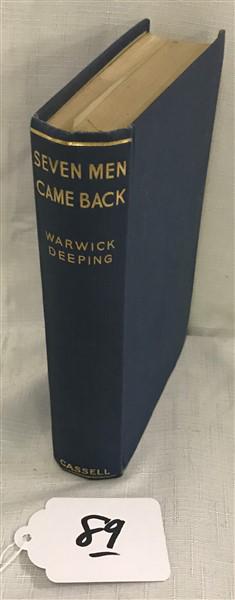 SEVEN MEN
CAME BACK
WARWICK
DEEPING
CASSELL
89